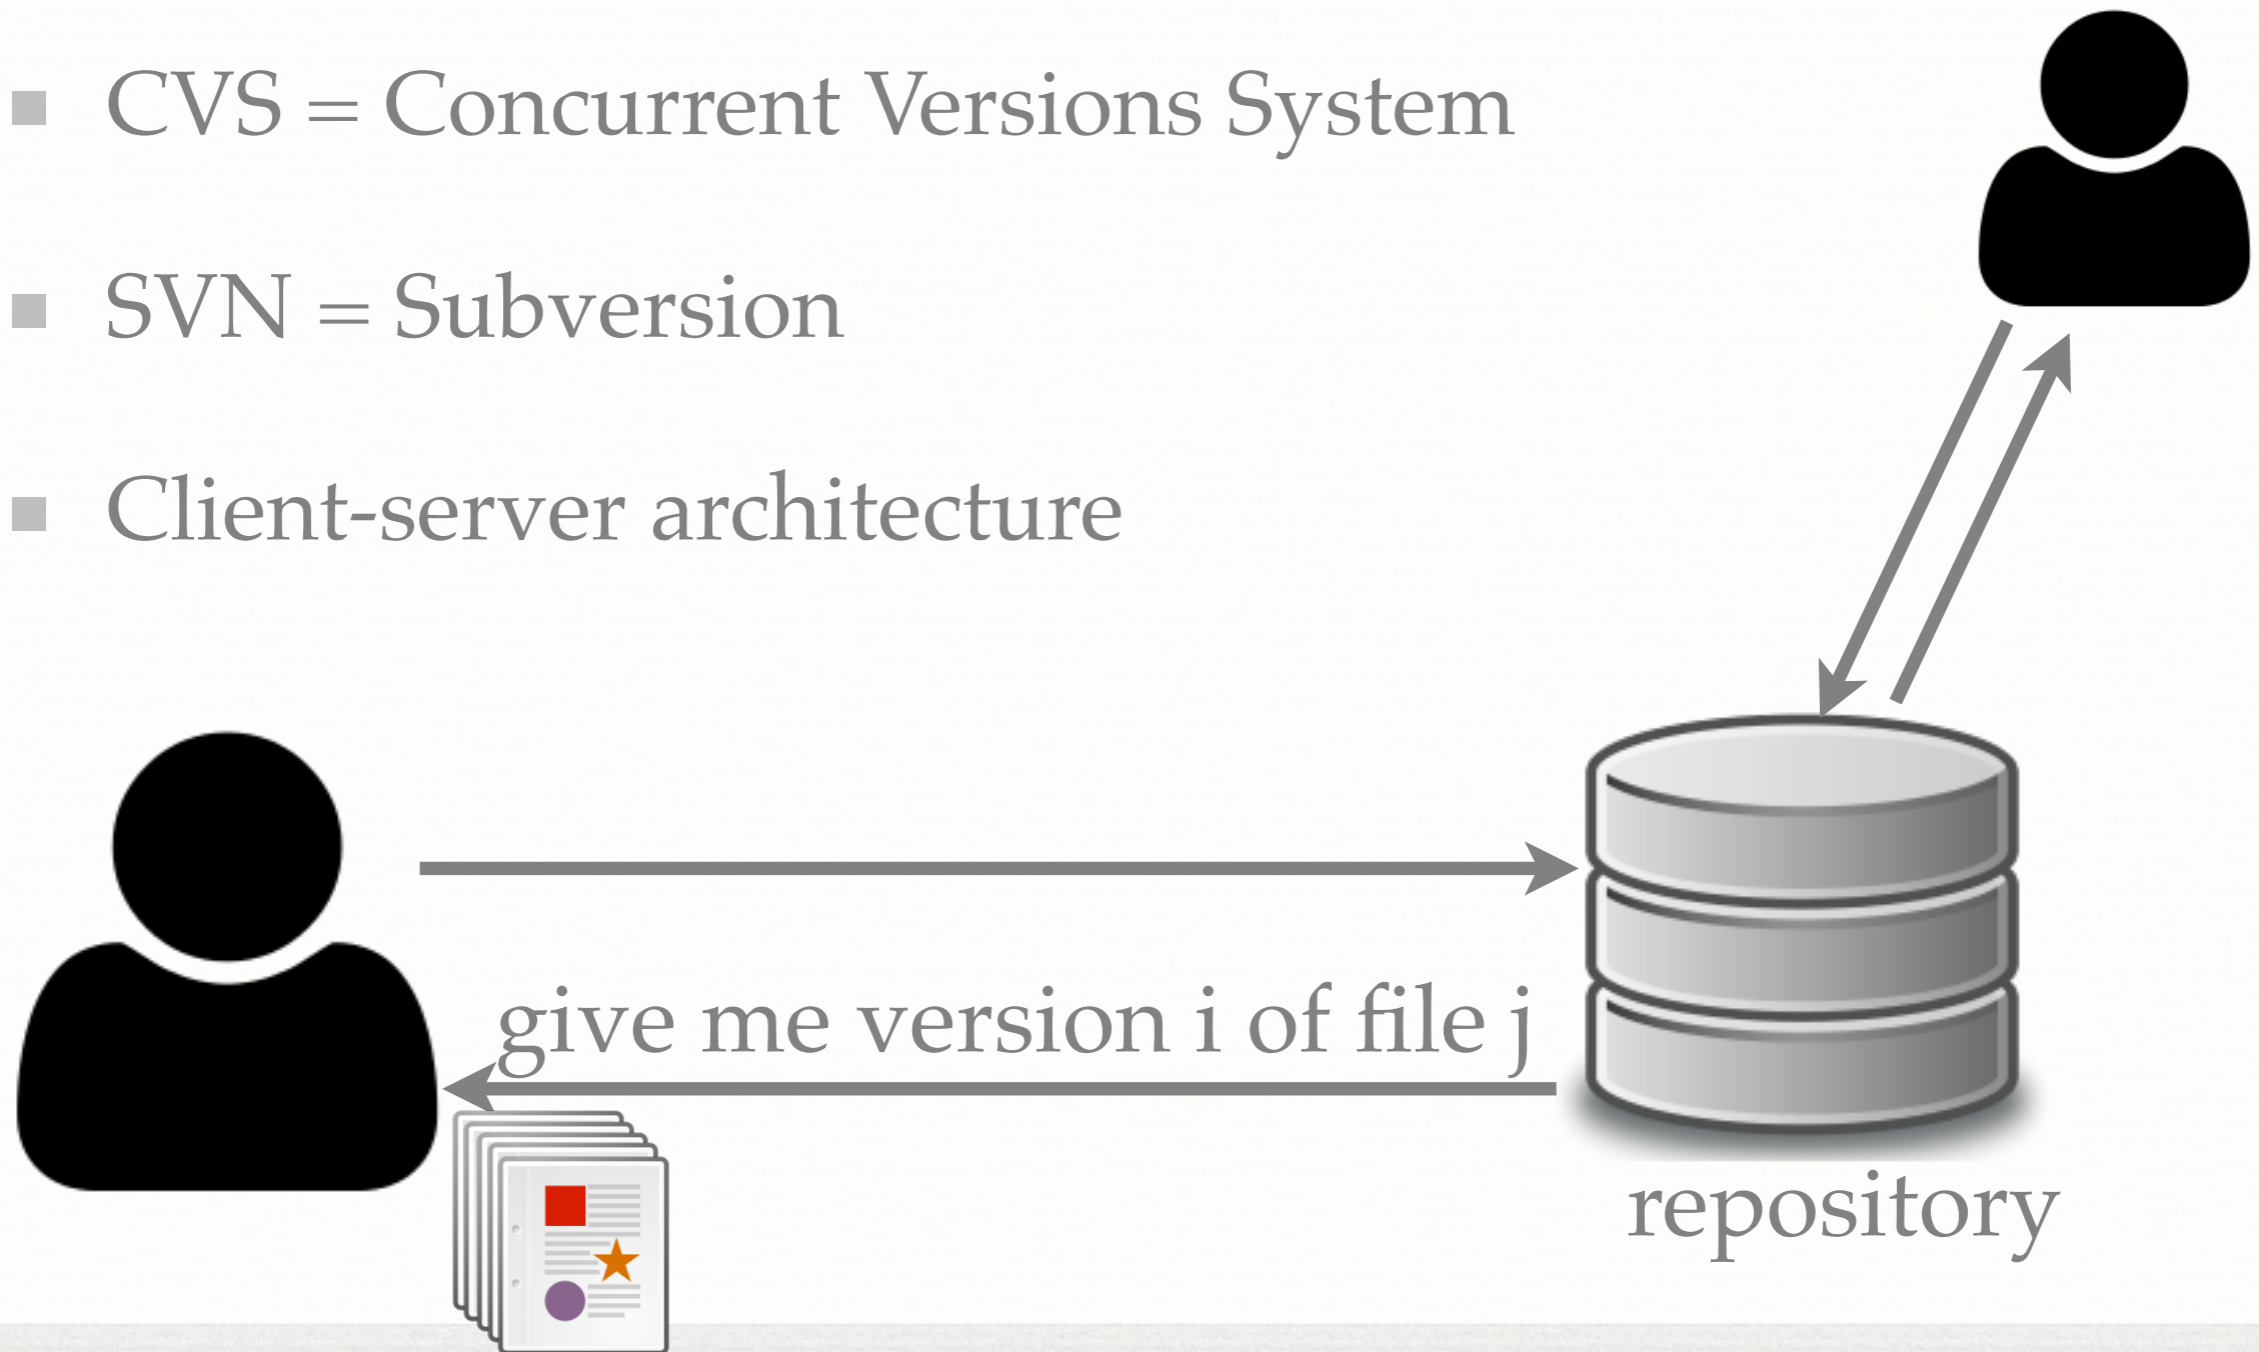 CVS = Concurrent Versions System
SVN = Subversion
Client-server architecture
give me version i of file j
repository